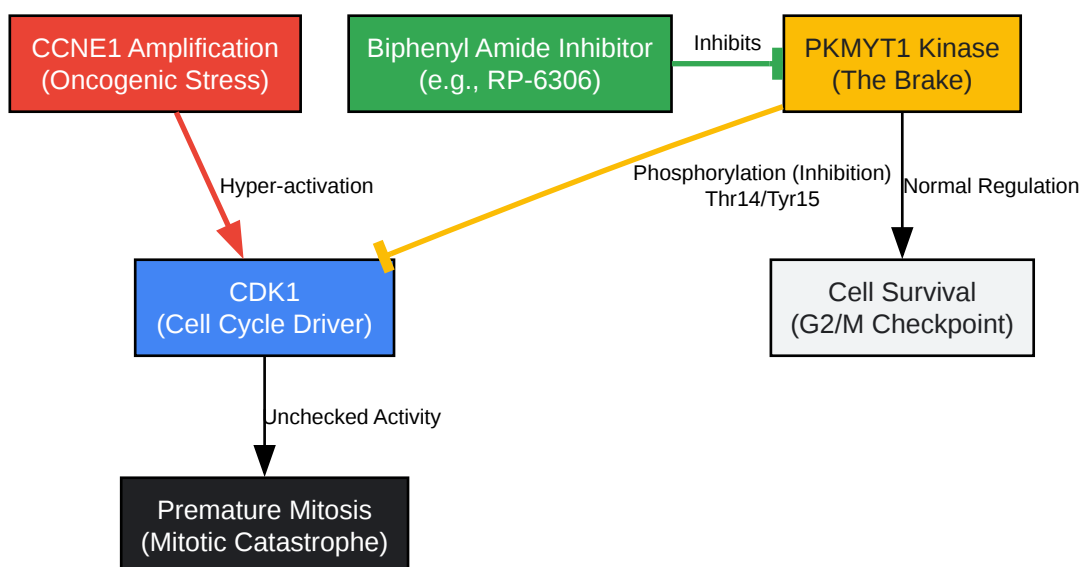 CCNE1 Amplification
(Oncogenic Stress)
Biphenyl Amide Inhibitor
(e.g., RP-6306)
Inhibits
PKMYT1 Kinase
(The Brake)
Hyper-activation
Phosphorylation (Inhibition)
Thr14/Tyr15
Normal Regulation
CDK1
(Cell Cycle Driver)
Cell Survival
(G2/M Checkpoint)
Unchecked Activity
Premature Mitosis
(Mitotic Catastrophe)